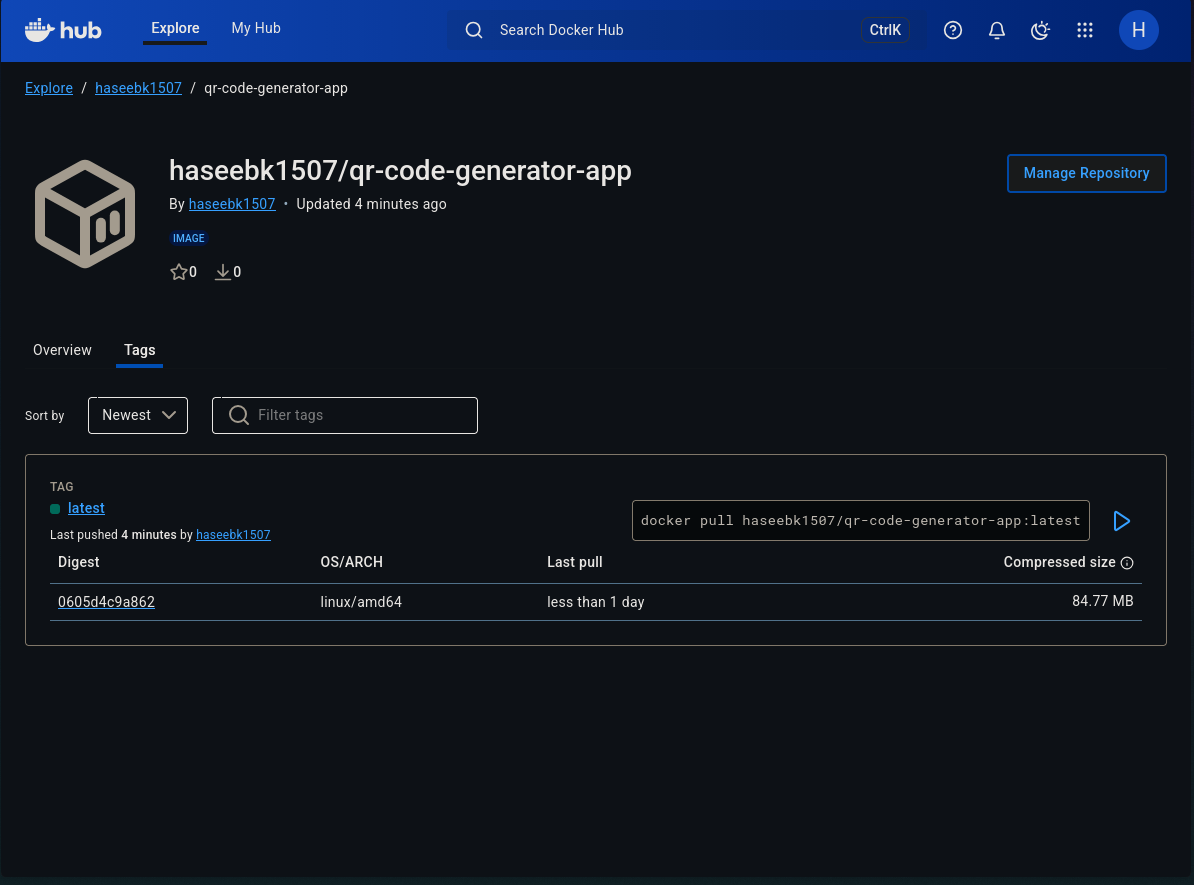 hub Explore My Hub Search Docker Hub CtrlK H
Explore / haseebk1507 / qr-code-generator-app
haseebk1507/qr-code-generator-app
Manage Repository
By haseebk1507 • Updated 4 minutes ago
IMAGE
0 0
Overview Tags
Sort by Newest Filter tags
TAG
latest
docker pull haseebk1507/qr-code-generator-app:latest
Last pushed 4 minutes by haseebk1507
Digest OS/ARCH Last pull Compressed size
0605d4c9a862 linux/amd64 less than 1 day 84.77 MB